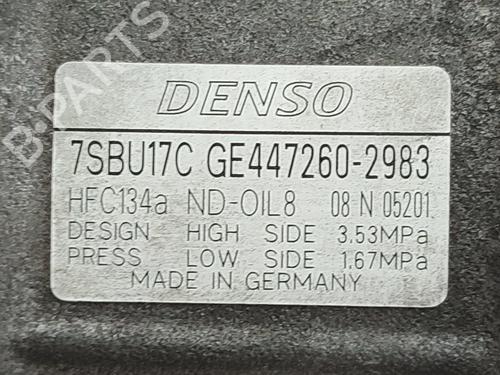 B-PARTS
DENSO
7SBU17C GE447260-2983
HFC134a ND-OIL8 08 N 05201
DESIGN HIGH SIDE 3.53MPa
PRESS LOW SIDE 1.67MPa
MADE IN GERMANY